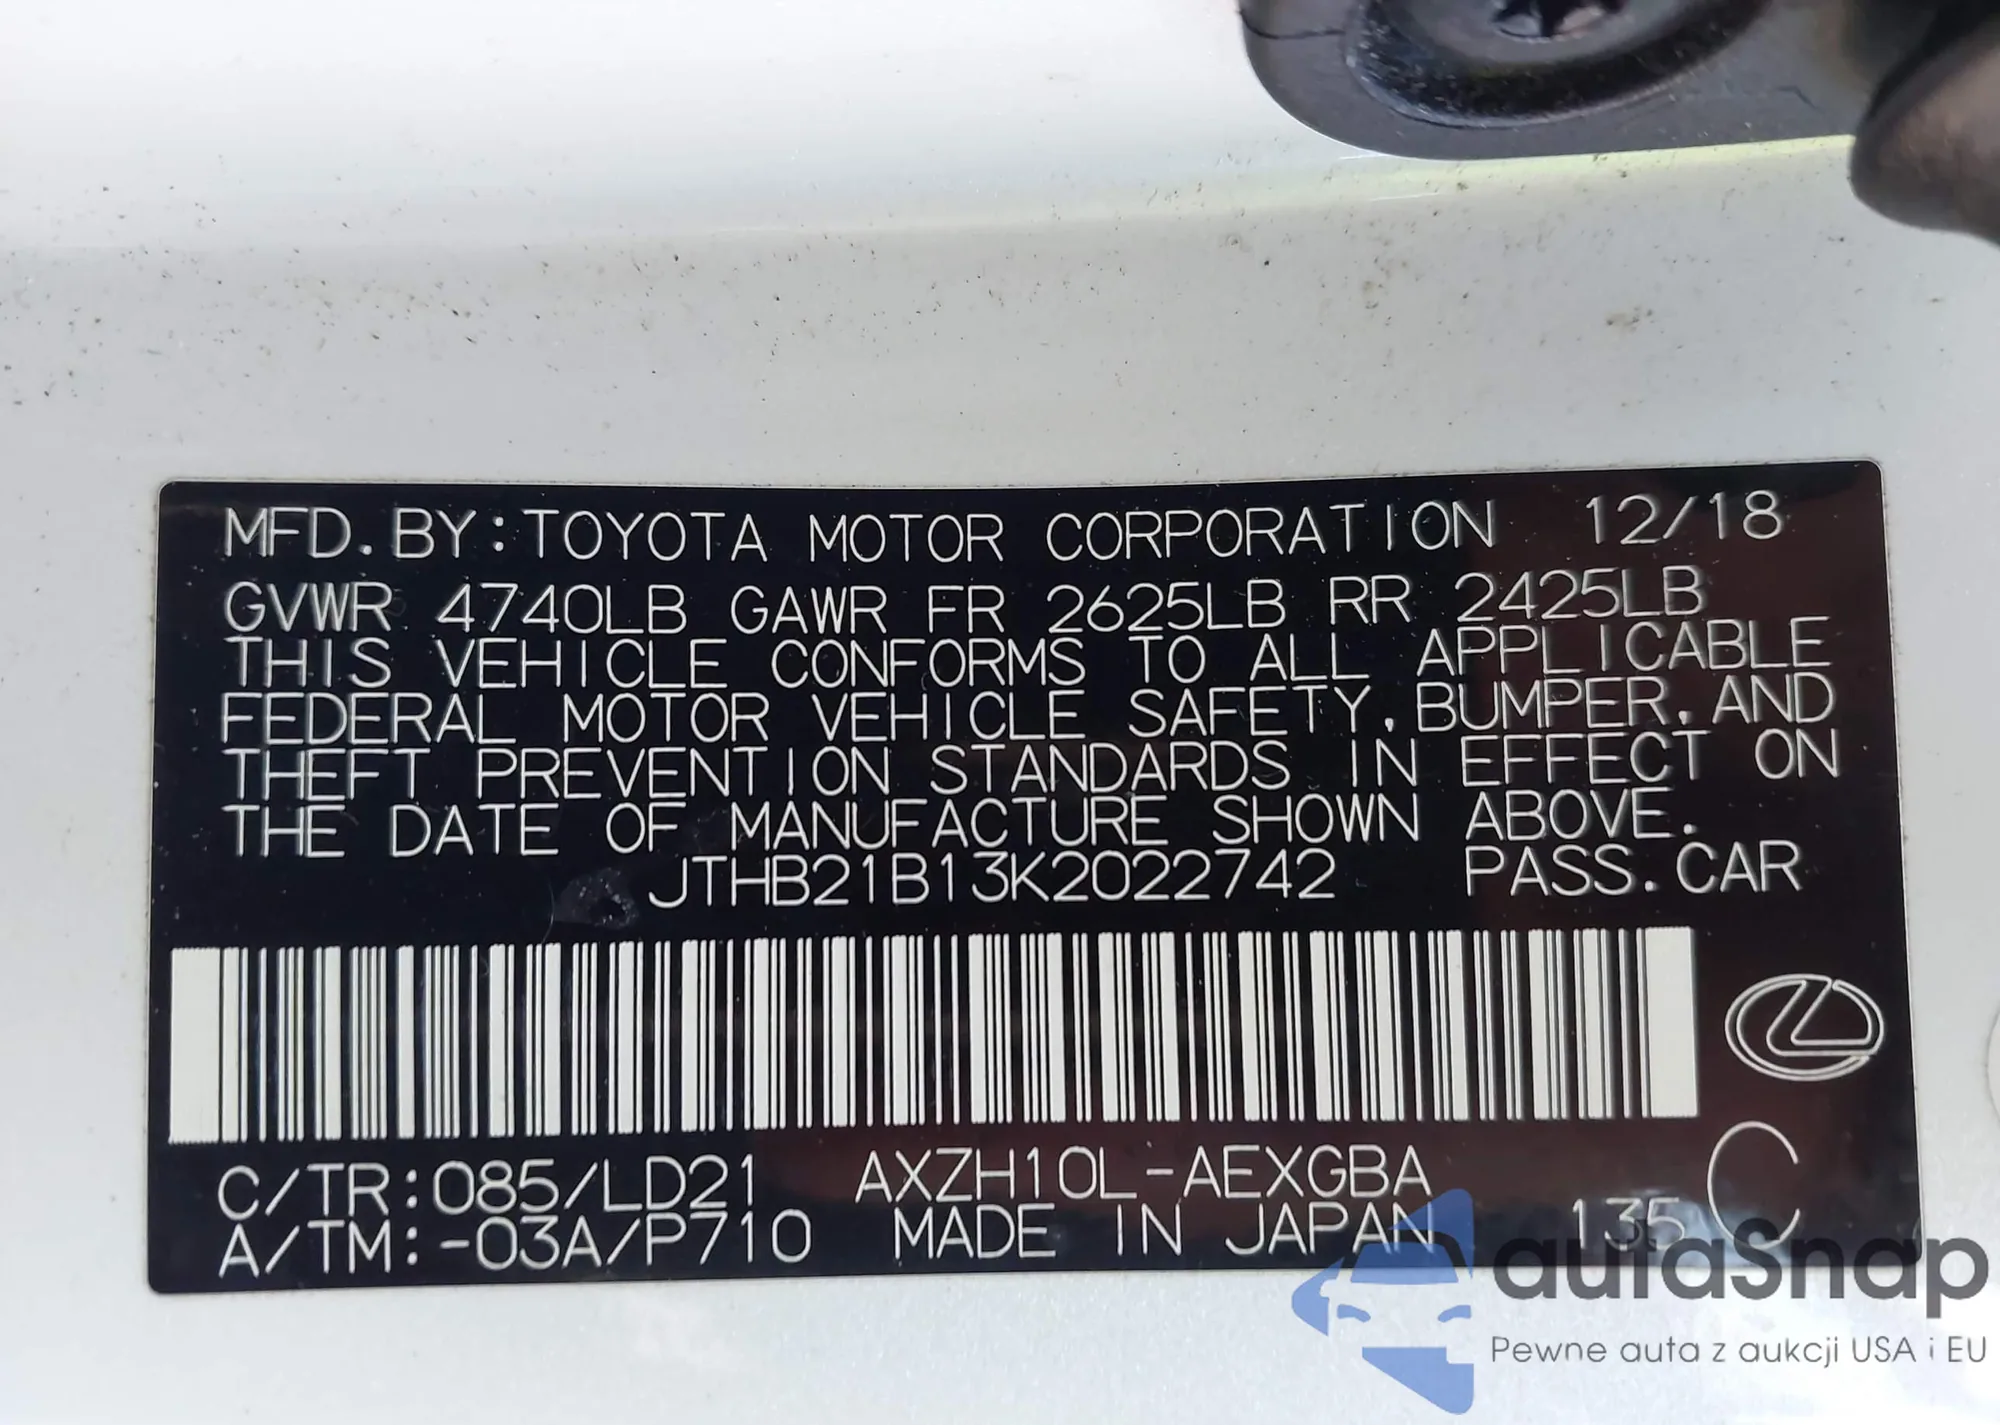 MFD. BY: TOYOTA MOTOR CORPORATION 12/18
GVWR 4740LB GAWR FR 2625LB RR 2425LB
THIS VEHICLE CONFORMS TO ALL APPLICABLE
FEDERAL MOTOR VEHICLE SAFETY, BUMPER, AND
THEFT PREVENTION STANDARDS IN EFFECT ON
THE DATE OF MANUFACTURE SHOWN ABOVE.
JTHB21B13K2022742 PASS. CAR
C/TR: 085/LD21 AXZH10L-AEXGBA
A/TM: -03A/P710 MADE IN JAPAN 135 C
autaSnap
Pewne auta z aukcji USA i EU